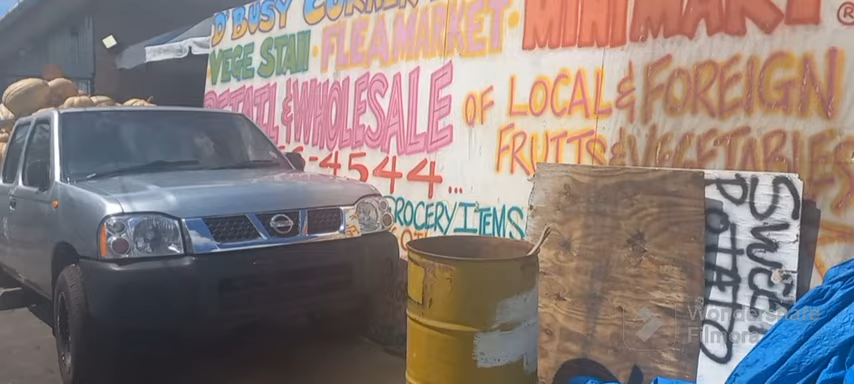 D' BUSY CORNER
MINI MART ®
VEGE STALL • FLEA MARKET •
RETAIL & WHOLESALE OF LOCAL & FOREIGN
FRUITS & VEGETABLES
6-4544...
GROCERY ITEMS
SWEET
POTATO
Wondershare
Filmora